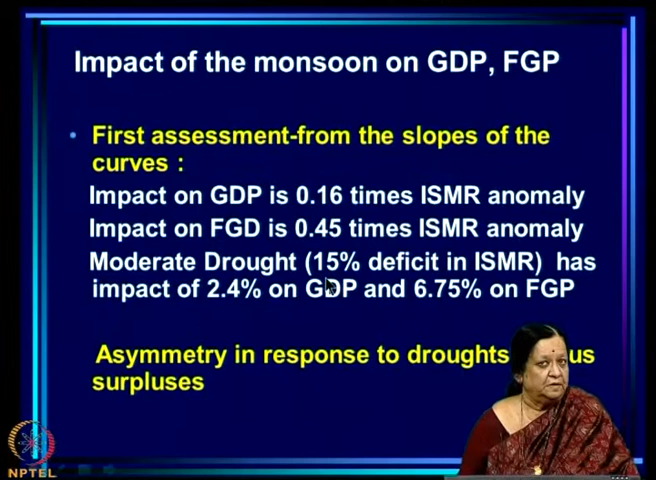 Impact of the monsoon on GDP, FGP
• First assessment-from the slopes of the
curves :
Impact on GDP is 0.16 times ISMR anomaly
Impact on FGD is 0.45 times ISMR anomaly
Moderate Drought (15% deficit in ISMR) has
impact of 2.4% on GDP and 6.75% on FGP
Asymmetry in response to droughts
surpluses
NPTEL